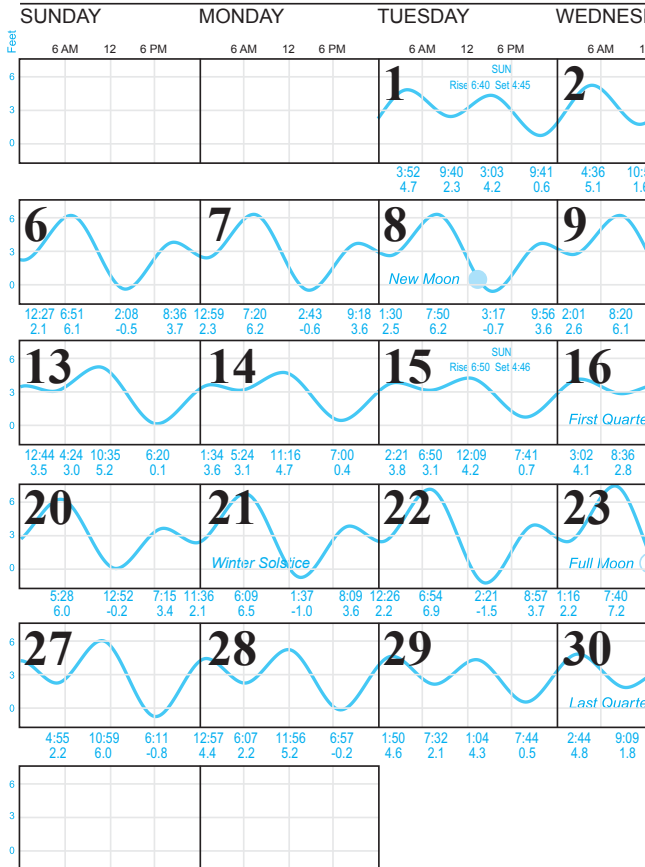 SUNDAY MONDAY TUESDAY WEDNES
Feet 6 AM 12 6 PM 6 AM 12 6 PM 6 AM 12 6 PM 6 AM 1
6 1 SUN 2
Rise 6:40 Set 4:45
3
0
3:52 9:40 3:03 9:41 4:36 10:5
4.7 2.3 4.2 0.6 5.1 1.6
6 6 7 8 9
3
New Moon
0
12:27 6:51 2:08 8:36 12:59 7:20 2:43 9:18 1:30 7:50 3:17 9:56 2:01 8:20
2.1 6.1 -0.5 3.7 2.3 6.2 -0.6 3.6 2.5 6.2 -0.7 3.6 2.6 6.1
6 13 14 15 SUN 16
Rise 6:50 Set 4:46
3
First Quarte
0
12:44 4:24 10:35 6:20 1:34 5:24 11:16 7:00 2:21 6:50 12:09 7:41 3:02 8:36
3.5 3.0 5.2 0.1 3.6 3.1 4.7 0.4 3.8 3.1 4.2 0.7 4.1 2.8
6 20 21 22 23
3
Winter Solstice Full Moon
0
5:28 12:52 7:15 11:36 6:09 1:37 8:09 12:26 6:54 2:21 8:57 1:16 7:40
6.0 -0.2 3.4 2.1 6.5 -1.0 3.6 2.2 6.9 -1.5 3.7 2.2 7.2
6 27 28 29 30
3
Last Quarte
0
4:55 10:59 6:11 12:57 6:07 11:56 6:57 1:50 7:32 1:04 7:44 2:44 9:09
2.2 6.0 -0.8 4.4 2.2 5.2 -0.2 4.6 2.1 4.3 0.5 4.8 1.8
6
3
0